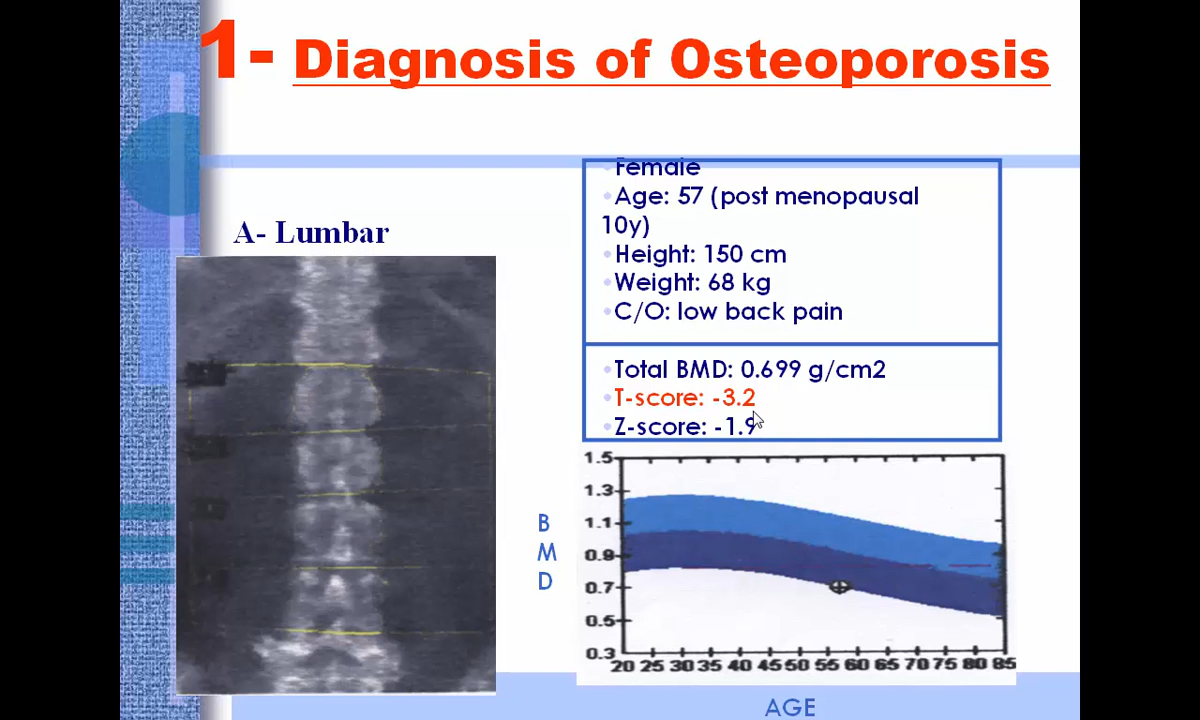 1- Diagnosis of Osteoporosis
A- Lumbar
• Female
• Age: 57 (post menopausal
10y)
• Height: 150 cm
• Weight: 68 kg
• C/O: low back pain
• Total BMD: 0.699 g/cm2
• T-score: -3.2
• Z-score: -1.9
B
M
D
1.5
1.3
1.1
0.9
0.7
0.5
0.3
20 25 30 35 40 45 50 55 60 65 70 75 80 85
AGE